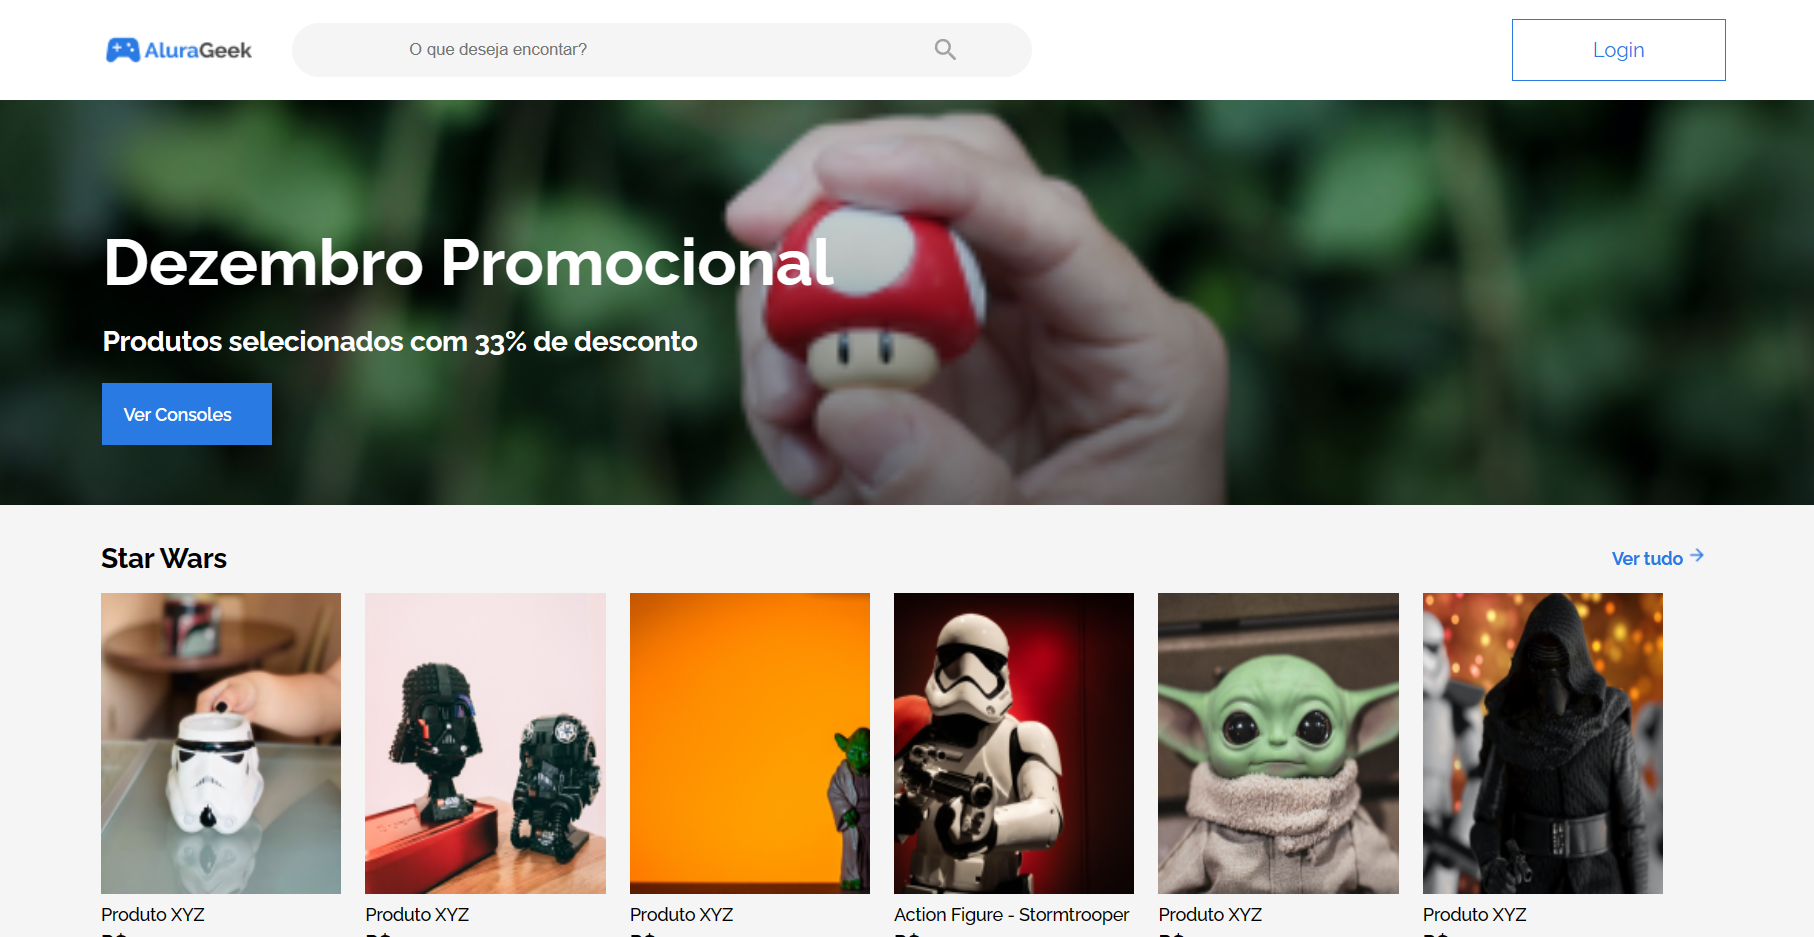 AluraGeek
O que deseja encontar?
Login
Dezembro Promocional
Produtos selecionados com 33% de desconto
Ver Consoles
Star Wars
Ver tudo
Produto XYZ
Produto XYZ
Produto XYZ
Action Figure - Stormtrooper
Produto XYZ
Produto XYZ